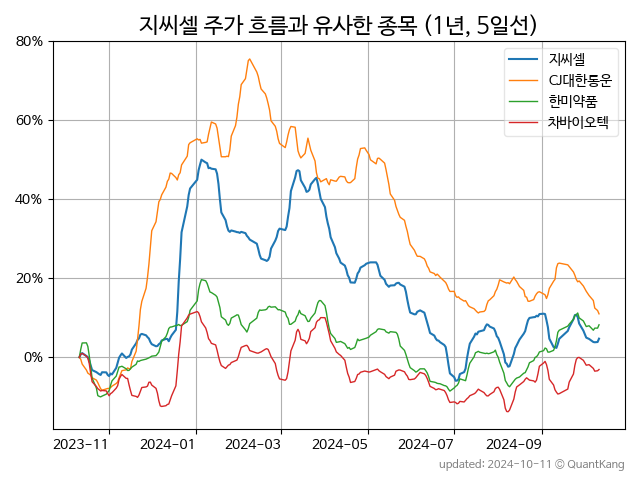 지씨셀 주가 흐름과 유사한 종목 (1년, 5일선)
80%
60%
40%
20%
0%
지씨셀
CJ대한통운
한미약품
차바이오텍
2023-11 2024-01 2024-03 2024-05 2024-07 2024-09
updated: 2024-10-11 © QuantKang